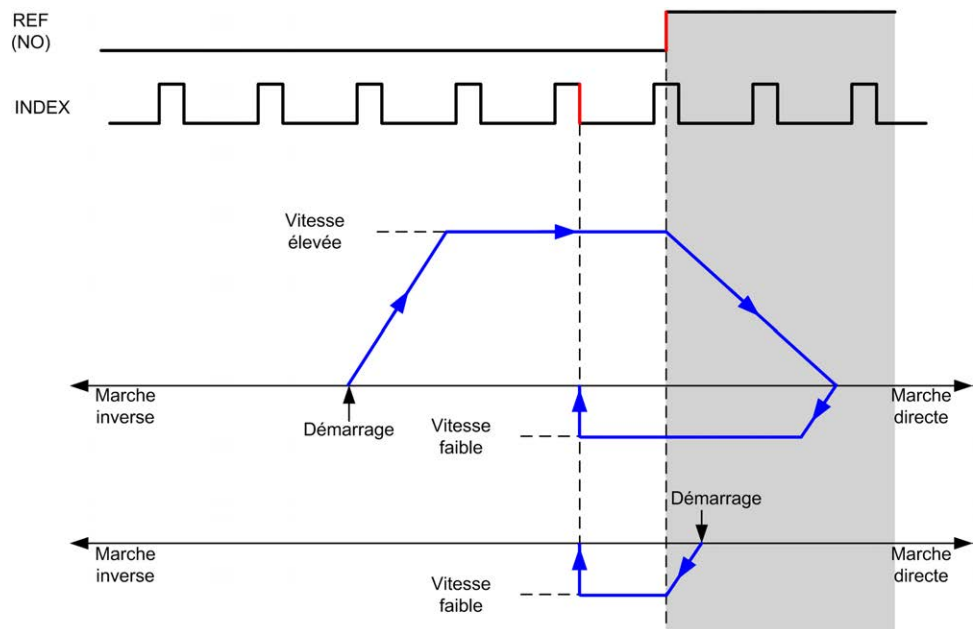 REF
(NO)
INDEX
Vitesse
élevée
Marche
inverse
Démarrage
Vitesse
faible
Marche
directe
Démarrage
Marche
inverse
Marche
directe
Vitesse
faible